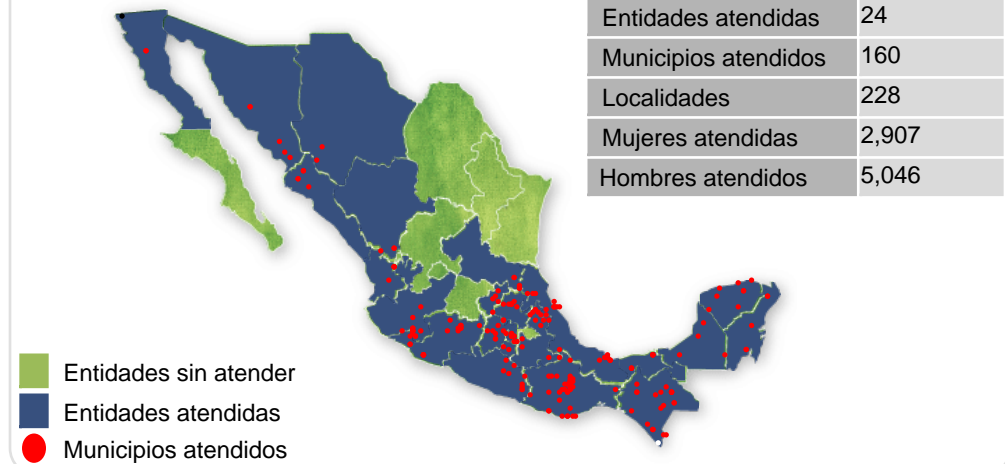 Entidades atendidas 24
Municipios atendidos 160
Localidades 228
Mujeres atendidas 2,907
Hombres atendidos 5,046
Entidades sin atender
Entidades atendidas
Municipios atendidos